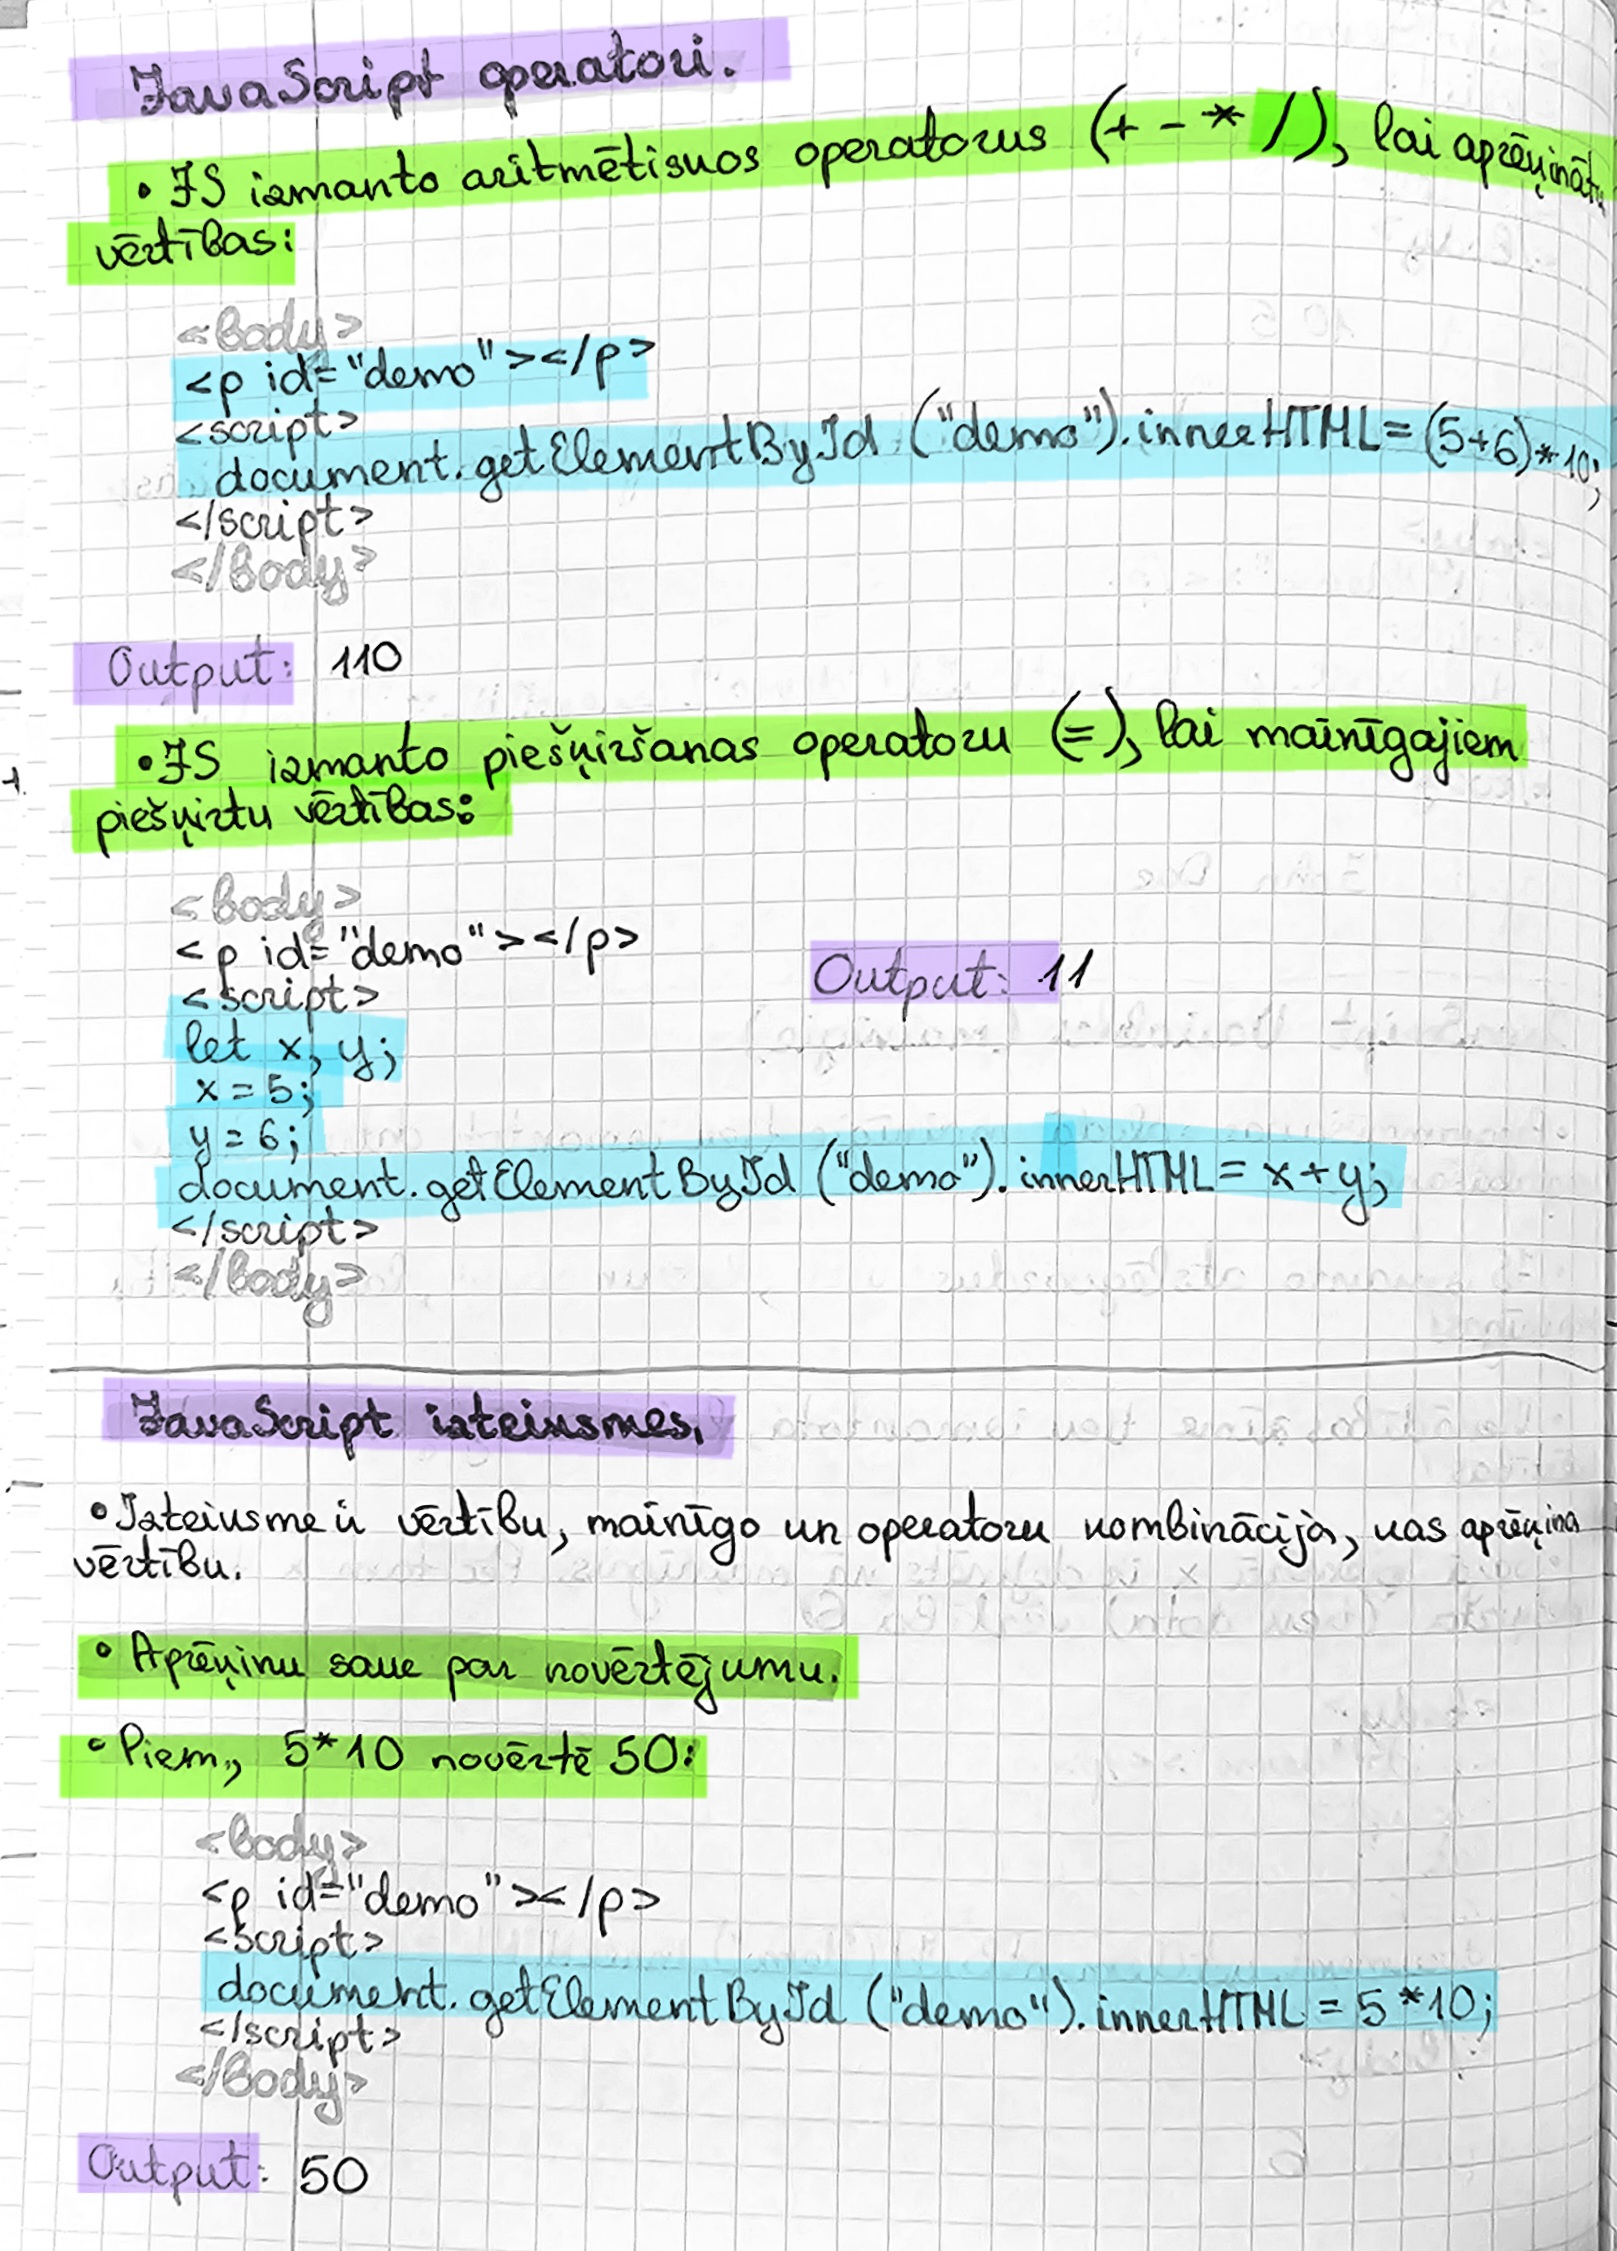 JavaScript operatori.
• JS izmanto aritmētiskos operatorus (+ - * /), lai aprēķinātu
vērtības:
<body>
<p id="demo"></p>
<script>
document.getElementById ("demo").innerHTML = (5+6)*10;
</script>
</body>
Output: 110
• JS izmanto piešķiršanas operatoru (=), lai mainīgajiem
piešķirtu vērtības:
<body>
<p id="demo"></p>
Output: 11
<script>
let x, y;
x = 5;
y = 6;
document.getElementById ("demo").innerHTML = x + y;
</script>
</body>
JavaScript izteiksmes.
• Izteiksme ir vērtību, mainīgo un operatoru kombinācija, kas aprēķina
vērtību.
• Aprēķinu sauc par novērtējumu.
• Piem., 5*10 novērtē 50:
<body>
<p id="demo"></p>
<script>
document.getElementById ("demo").innerHTML = 5 *10;
</script>
</body>
Output: 50